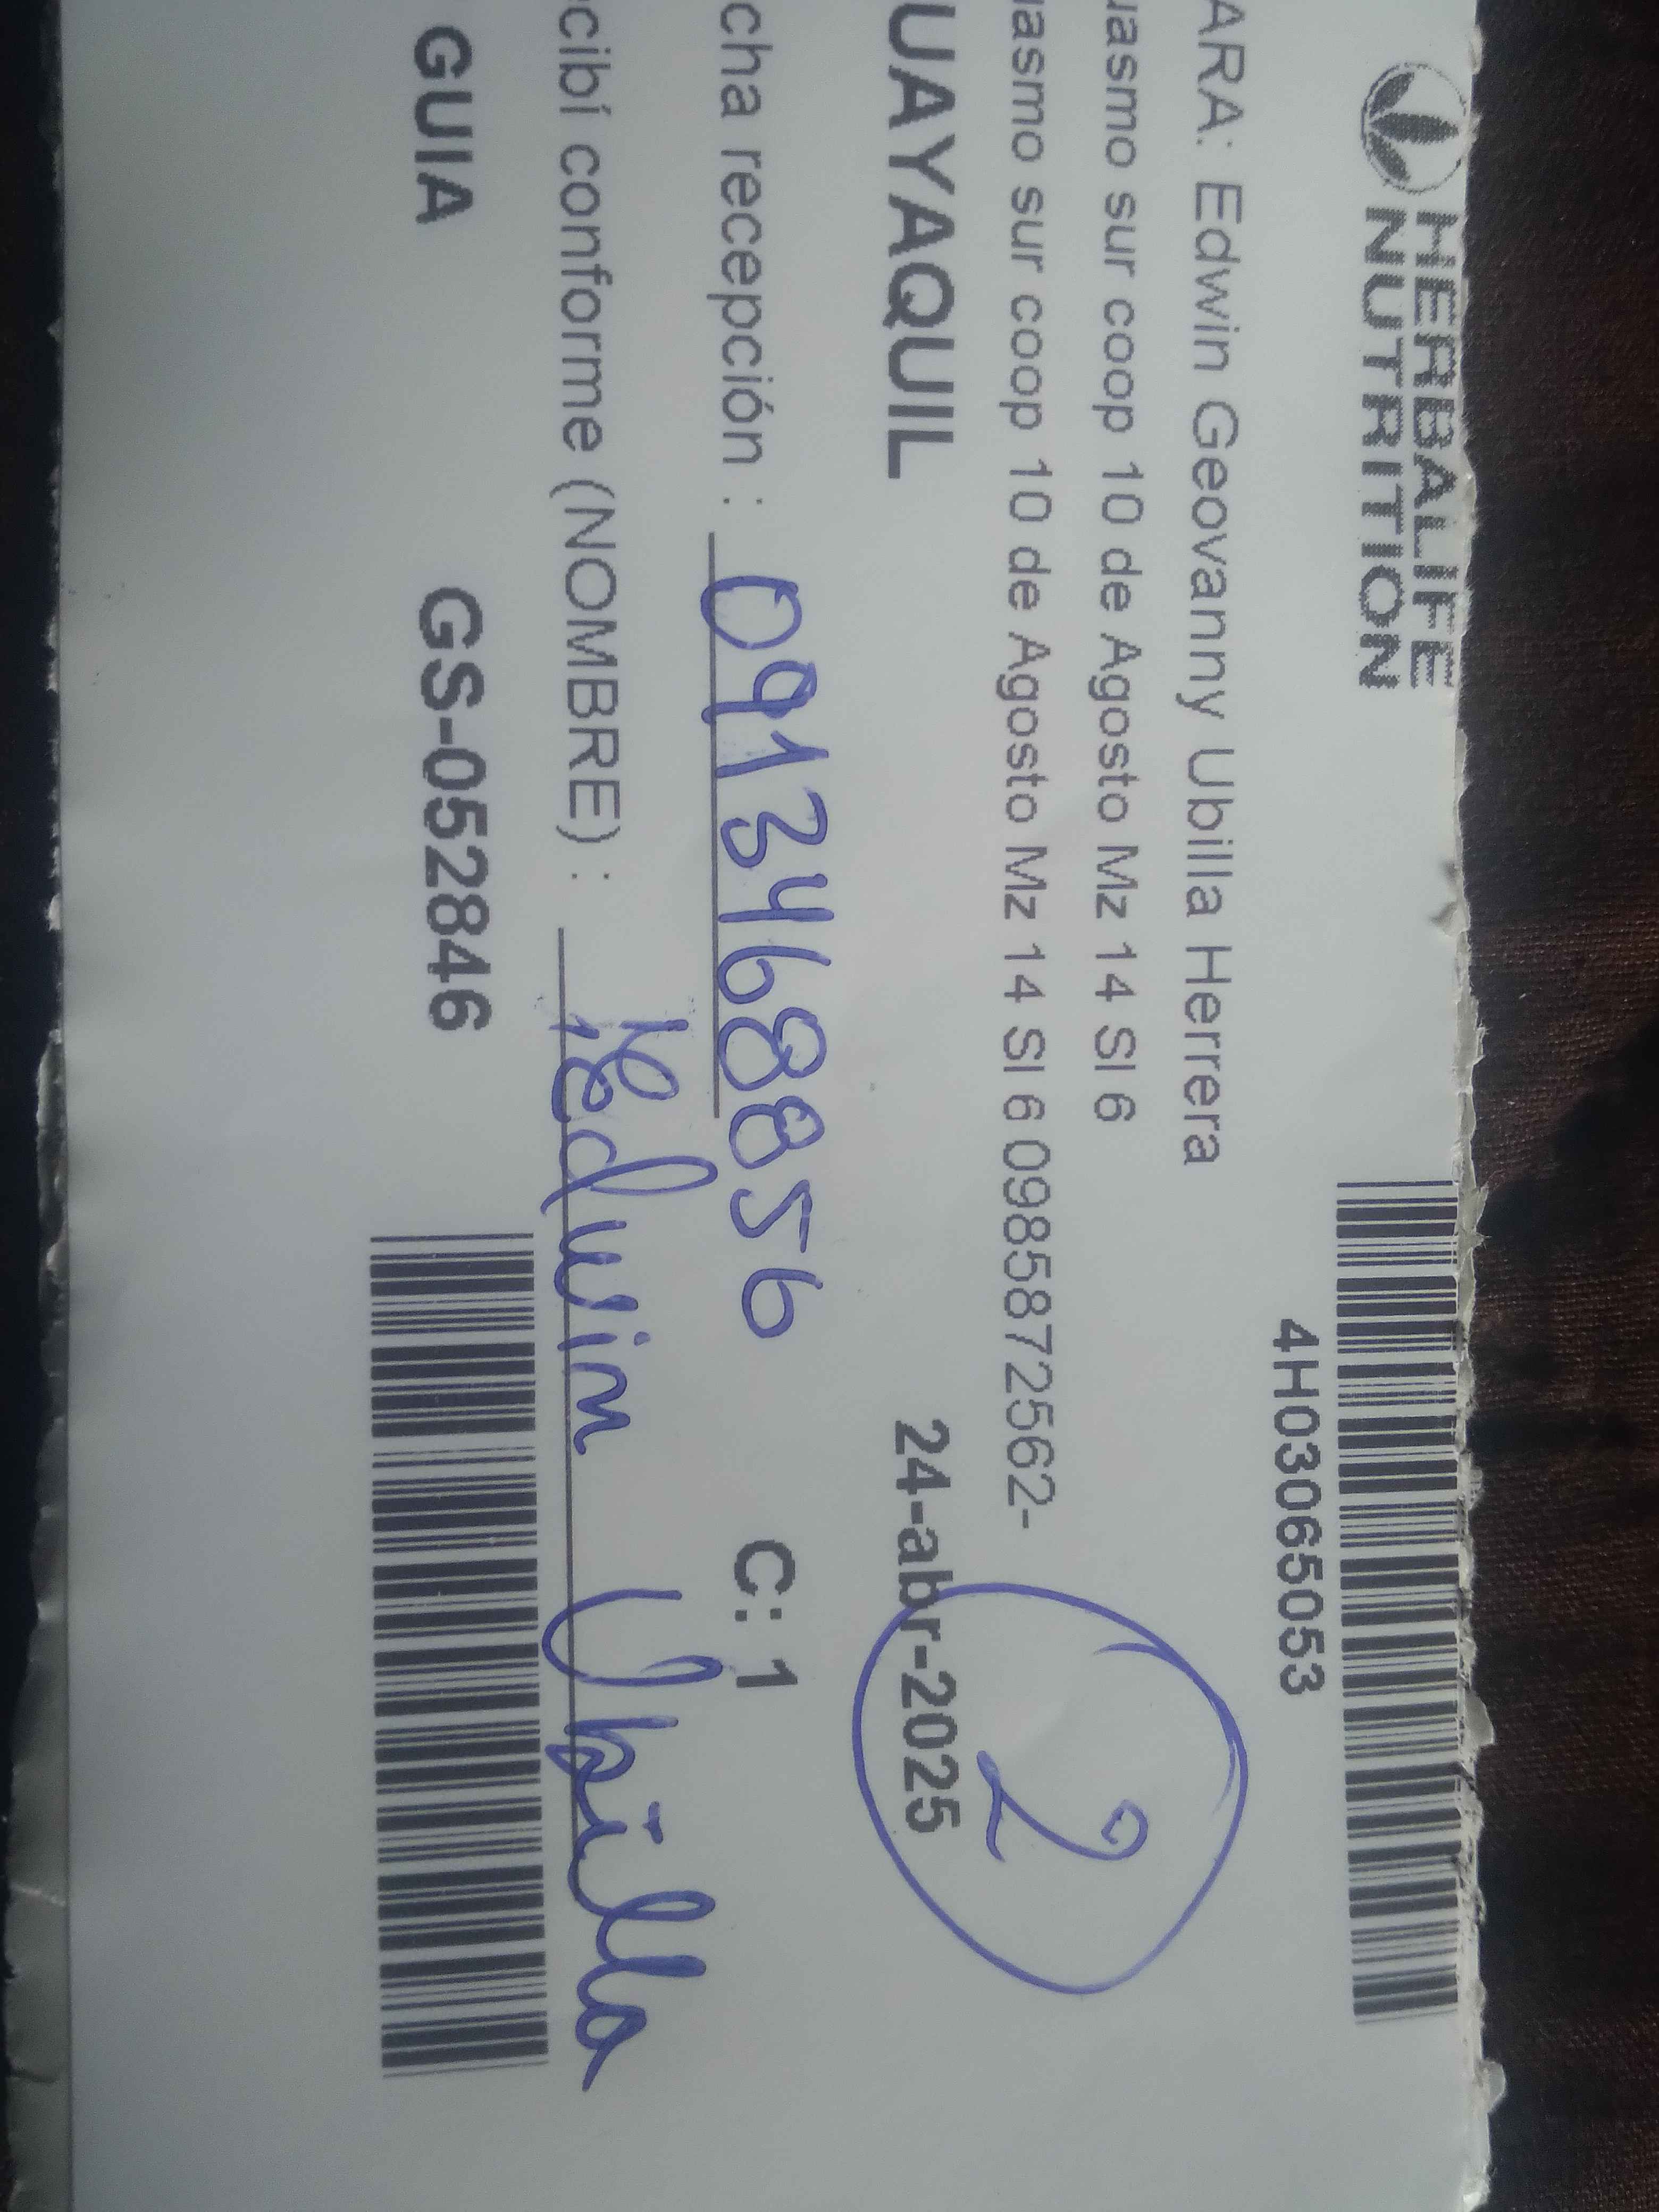 HERBALIFE
NUTRITION
4H03065053
ARA: Edwin Geovanny Ubilla Herrera
uasmo sur coop 10 de Agosto Mz 14 Sl 6
uasmo sur coop 10 de Agosto Mz 14 Sl 6 0985872562-
2
UAYAQUIL 24-abr-2025
cha recepción : 0913468856 C: 1
cibí conforme (NOMBRE) : Edwin Ubilla
GUIA GS-052846